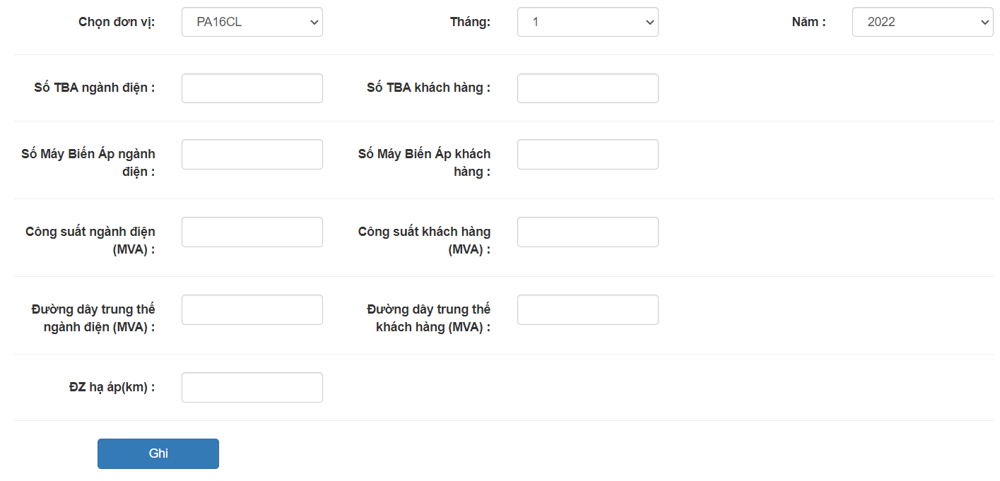 Chọn đơn vị: PA16CL Tháng: 1 Năm : 2022
Số TBA ngành điện : Số TBA khách hàng :
Số Máy Biến Áp ngành điện : Số Máy Biến Áp khách hàng :
Công suất ngành điện (MVA) : Công suất khách hàng (MVA) :
Đường dây trung thế ngành điện (MVA) : Đường dây trung thế khách hàng (MVA) :
ĐZ hạ áp(km) :
Ghi